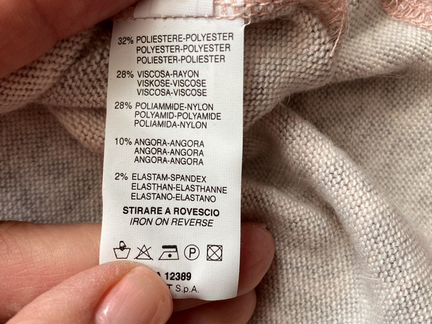 32% POLIESTERE-POLYESTER
POLYESTER-POLYESTER
POLIESTER-POLIESTER
28% VISCOSA-RAYON
VISKOSE-VISCOSE
VISCOSA-VISCOSE
28% POLIAMMIDE-NYLON
POLYAMID-POLYAMIDE
POLIAMIDA-NYLON
10% ANGORA-ANGORA
ANGORA-ANGORA
ANGORA-ANGORA
2% ELASTAM-SPANDEX
ELASTHAN-ELASTHANNE
ELASTANO-ELASTANO
STIRARE A ROVESCIO
IRON ON REVERSE
P
12389
S.p.A.